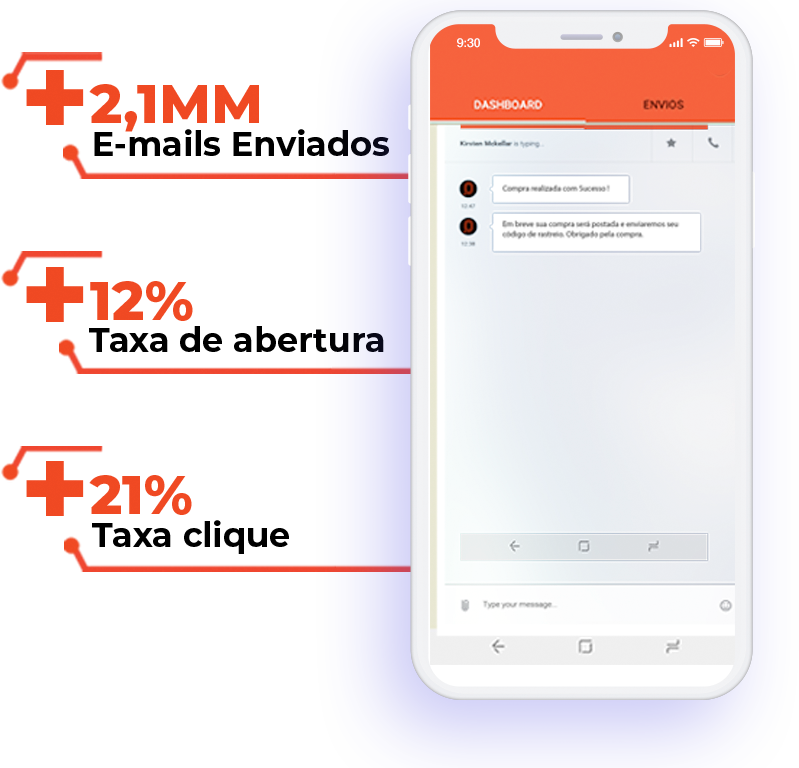 +2,1MM
E-mails Enviados
+12%
Taxa de abertura
+21%
Taxa clique
9:30
DASHBOARD ENVIOS
Kirsten Mckellar is typing...
Compra realizada com Sucesso !
12:47
Em breve sua compra será postada e enviaremos seu
código de rastreio. Obrigado pela compra.
12:38
Type your message...